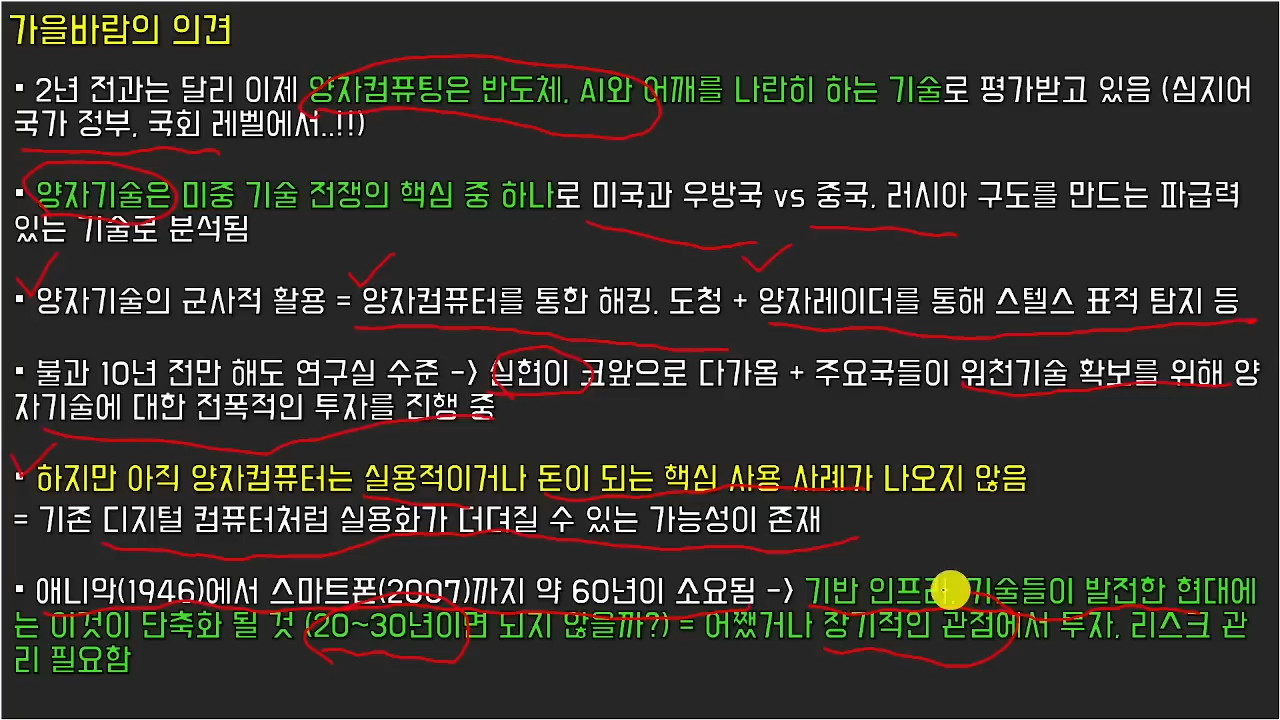 가을바람의 의견
▪ 2년 전과는 달리 이제 양자컴퓨팅은 반도체, AI와 어깨를 나란히 하는 기술로 평가받고 있음 (심지어
국가 정부, 국회 레벨에서..!!)
▪ 양자기술은 미중 기술 전쟁의 핵심 중 하나로 미국과 우방국 vs 중국, 러시아 구도를 만드는 파급력
있는 기술로 분석됨
▪ 양자기술의 군사적 활용 = 양자컴퓨터를 통한 해킹, 도청 + 양자레이더를 통해 스텔스 표적 탐지 등
▪ 불과 10년 전만 해도 연구실 수준 -> 실현이 코앞으로 다가옴 + 주요국들이 원천기술 확보를 위해 양
자기술에 대한 전폭적인 투자를 진행 중
▪ 하지만 아직 양자컴퓨터는 실용적이거나 돈이 되는 핵심 사용 사례가 나오지 않음
= 기존 디지털 컴퓨터처럼 실용화가 더뎌질 수 있는 가능성이 존재
▪ 애니악(1946)에서 스마트폰(2007)까지 약 60년이 소요됨 -> 기반 인프라, 기술들이 발전한 현대에
는 이것이 단축화 될 것 (20~30년이면 되지 않을까?) = 어쨌거나 장기적인 관점에서 투자, 리스크 관
리 필요함